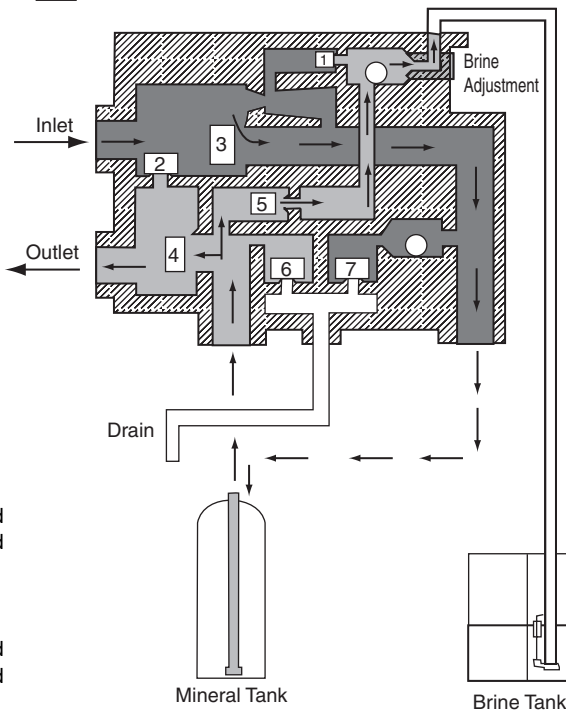 1
Brine
Adjustment
Inlet
3
2
5
Outlet
4
6
7
Drain
Mineral Tank
Brine Tank